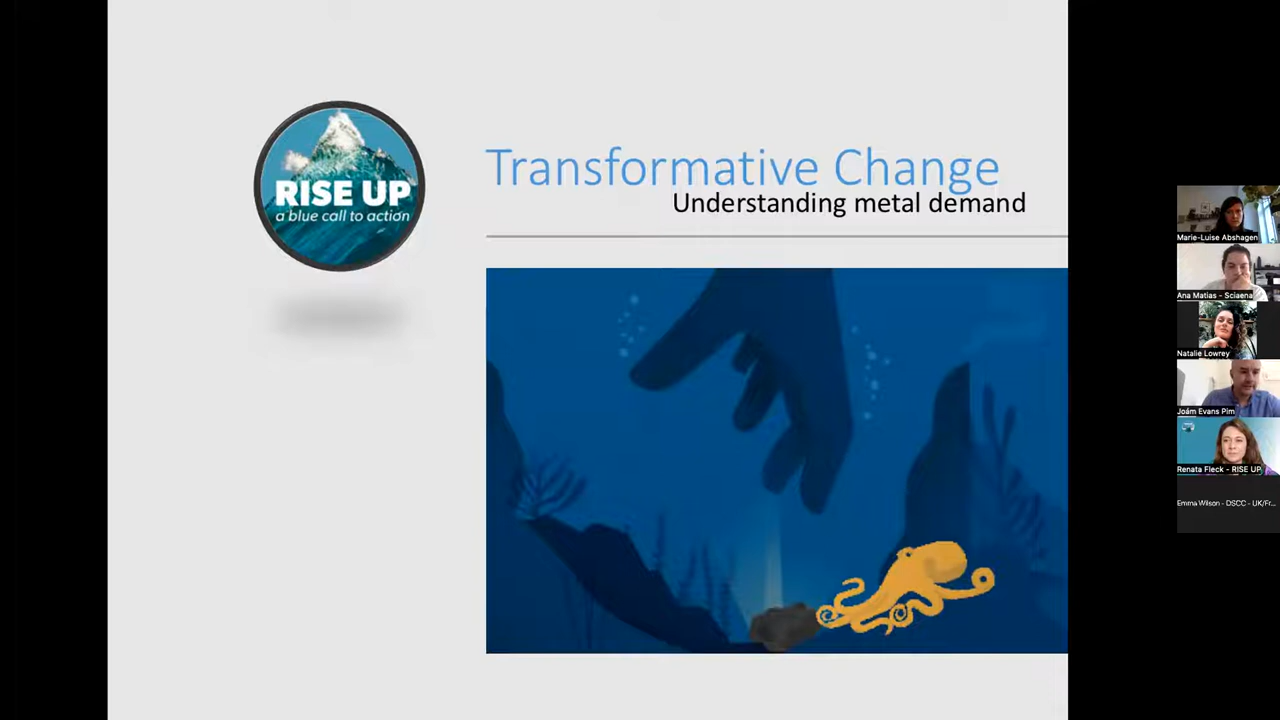 RISE UP
a blue call to action
Transformative Change
Understanding metal demand
Marie-Luise Abshagen
Ana Matias - Sciaena
Natalie Lowrey
Joám Evans Pim
Renata Fleck - RISE UP
Emma Wilson - DSCC - UK/Fr...